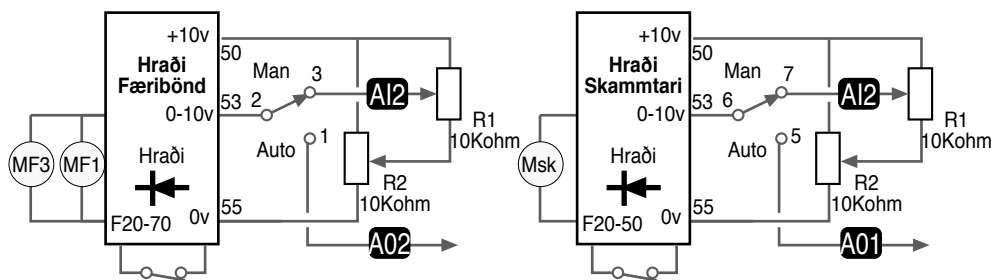 +10v
50
Hraði
Færibönd
Man
3
AI2
0-10v
53
2
R1
10Kohm
1
Auto
MF3
MF1
Hraði
R2
10Kohm
F20-70
0v
55
A02
+10v
50
Hraði
Skammtari
Man
7
AI2
0-10v
53
6
R1
10Kohm
5
Auto
Msk
Hraði
R2
10Kohm
F20-50
0v
55
A01